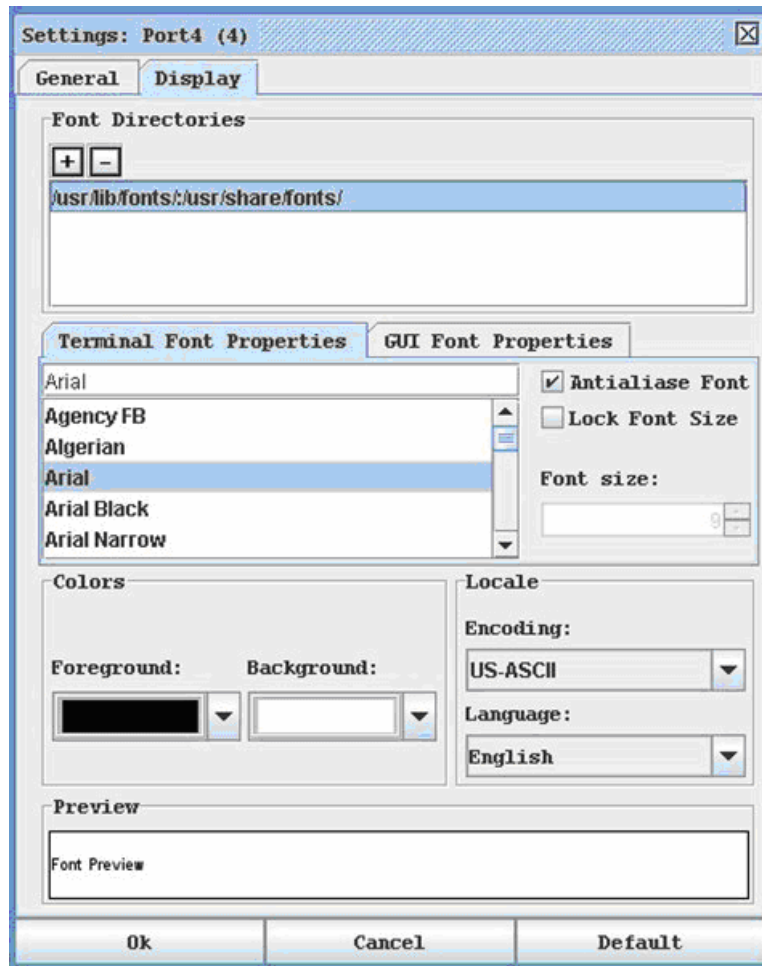 Settings: Port4 (4)
General Display
Font Directories
+ -
/usr/lib/fonts/:/usr/share/fonts/
Terminal Font Properties GUI Font Properties
Arial
Antialiase Font
Agency FB
Lock Font Size
Algerian
Arial
Font size:
Arial Black
9
Arial Narrow
Colors
Locale
Encoding:
Foreground: Background:
US-ASCII
Language:
English
Preview
Font Preview
Ok Cancel Default